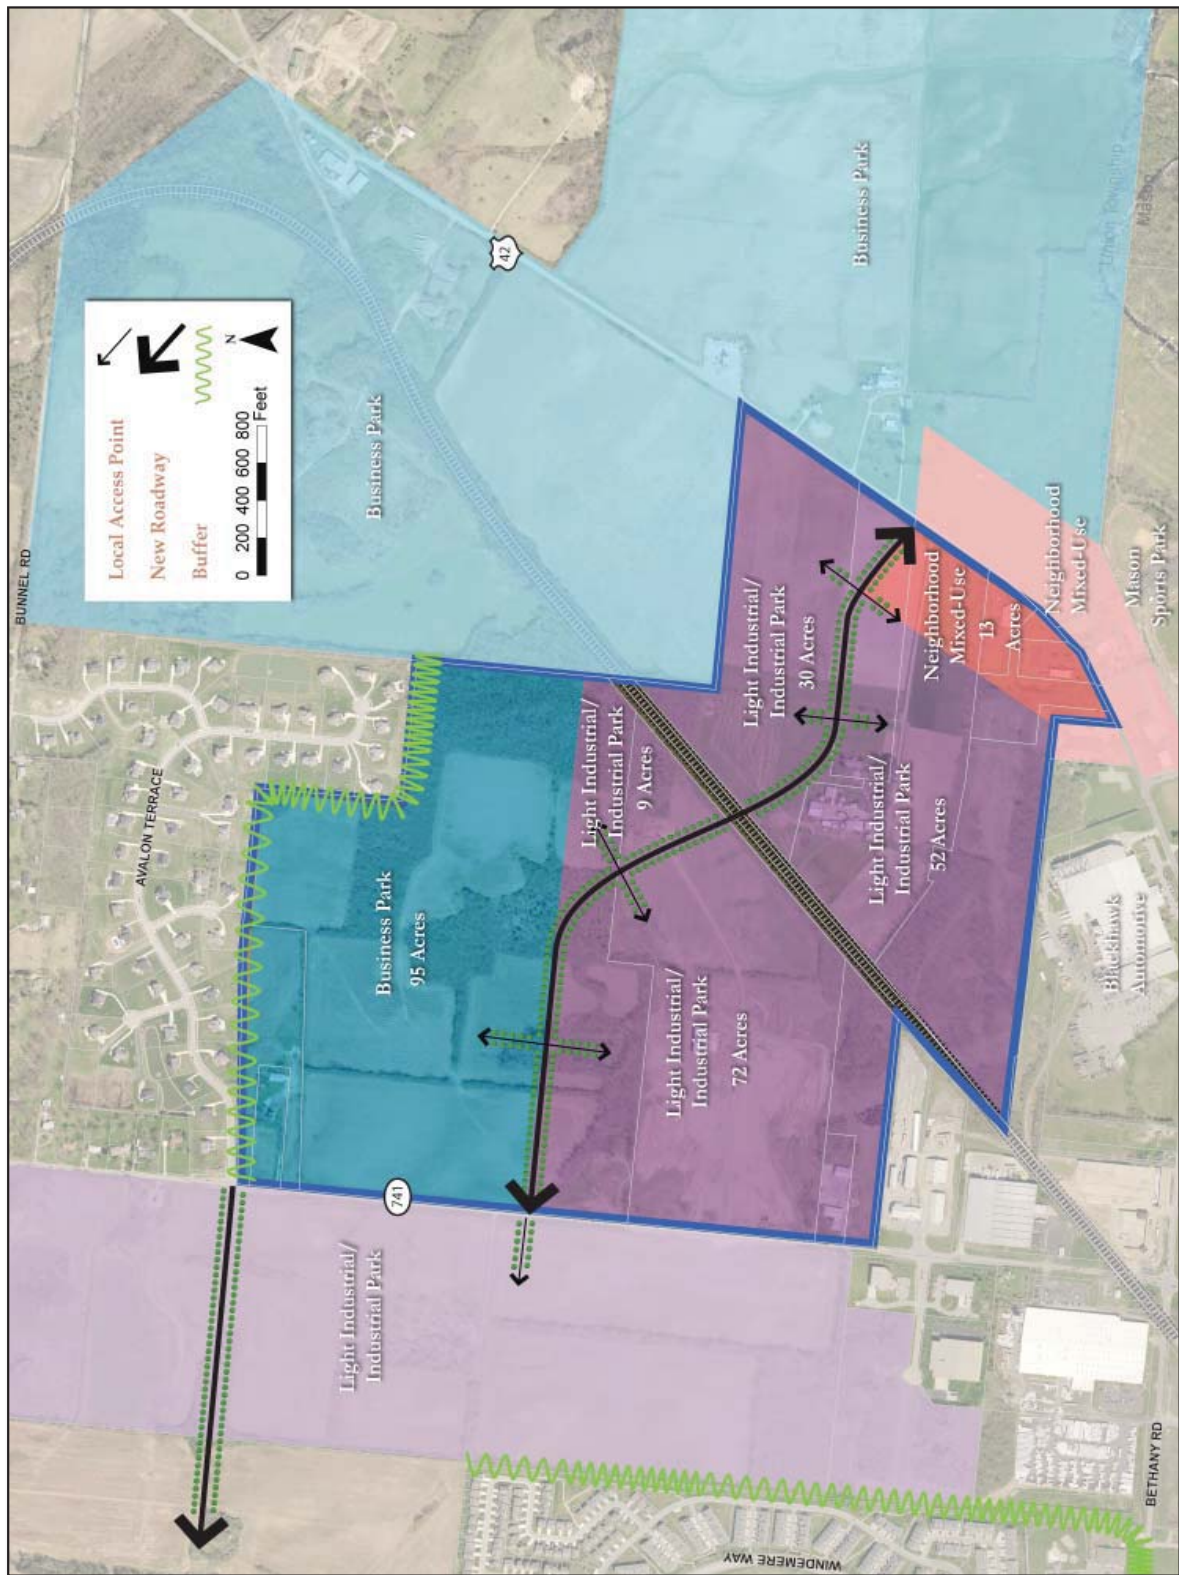 BUNNEL RD
Local Access Point
New Roadway
Buffer
0 200 400 600 800
Feet
N
AVALON TERRACE
Business Park
42
Business Park
Business Park
95 Acres
741
Light Industrial/
Industrial Park
Light Industrial/
Industrial Park
9 Acres
Light Industrial/
Industrial Park
30 Acres
Light Industrial/
Industrial Park
72 Acres
Light Industrial/
Industrial Park
52 Acres
Neighborhood
Mixed-Use
13
Acres
Neighborhood
Mixed-Use
Mason
Sports Park
Union Township
Mason
Blackhawk
Automotive
WINDEMERE WAY
BETHANY RD